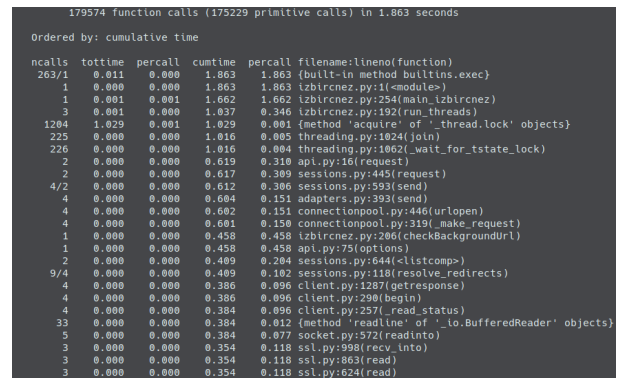 179574 function calls (175229 primitive calls) in 1.863 seconds
Ordered by: cumulative time
ncalls tottime percall cumtime percall filename:lineno(function)
263/1 0.011 0.000 1.863 1.863 {built-in method builtins.exec}
1 0.000 0.000 1.863 1.863 izbircnez.py:1(<module>)
1 0.001 0.001 1.662 1.662 izbircnez.py:254(main_izbircnez)
3 0.001 0.000 1.037 0.346 izbircnez.py:192(run_threads)
1204 1.029 0.001 1.029 0.001 {method 'acquire' of '_thread.lock' objects}
225 0.000 0.000 1.016 0.005 threading.py:1024(join)
226 0.000 0.000 1.016 0.004 threading.py:1062(_wait_for_tstate_lock)
2 0.000 0.000 0.619 0.310 api.py:16(request)
2 0.000 0.000 0.617 0.309 sessions.py:445(request)
4/2 0.000 0.000 0.612 0.306 sessions.py:593(send)
4 0.000 0.000 0.604 0.151 adapters.py:393(send)
4 0.000 0.000 0.602 0.151 connectionpool.py:446(urlopen)
4 0.000 0.000 0.601 0.150 connectionpool.py:319(_make_request)
1 0.000 0.000 0.458 0.458 izbircnez.py:206(checkBackgroundUrl)
1 0.000 0.000 0.458 0.458 api.py:75(options)
2 0.000 0.000 0.409 0.204 sessions.py:644(<listcomp>)
9/4 0.000 0.000 0.409 0.102 sessions.py:118(resolve_redirects)
4 0.000 0.000 0.386 0.096 client.py:1287(getresponse)
4 0.000 0.000 0.386 0.096 client.py:290(begin)
4 0.000 0.000 0.384 0.096 client.py:257(_read_status)
33 0.000 0.000 0.384 0.012 {method 'readline' of '_io.BufferedReader' objects}
5 0.000 0.000 0.384 0.077 socket.py:572(readinto)
3 0.000 0.000 0.354 0.118 ssl.py:998(recv_into)
3 0.000 0.000 0.354 0.118 ssl.py:863(read)
3 0.000 0.000 0.354 0.118 ssl.py:624(read)